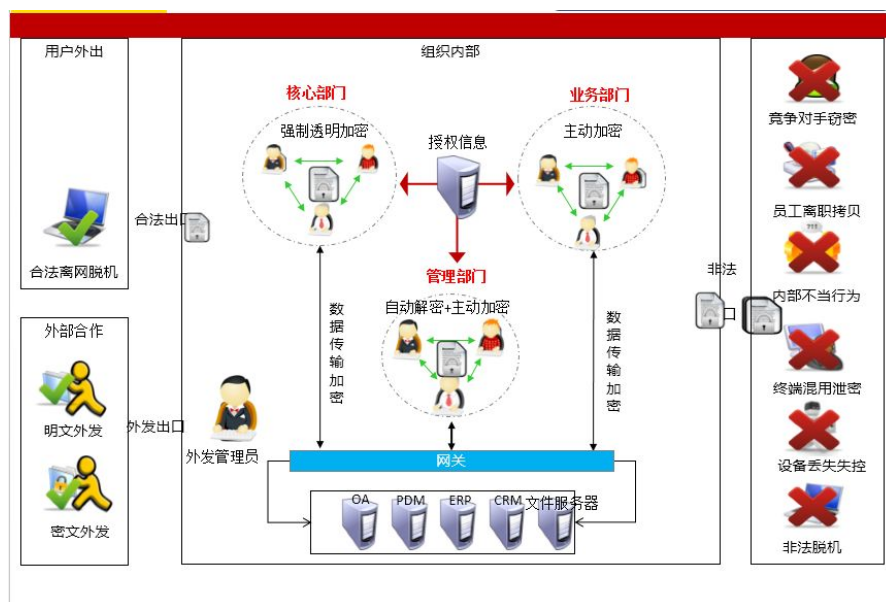 用户外出
合法离网脱机
外部合作
明文外发
密文外发
合法出口
外发出口
组织内部
核心部门
强制透明加密
授权信息
业务部门
主动加密
管理部门
自动解密+主动加密
数据传输加密
数据传输加密
外发管理员
网关
OA
PDM
ERP
CRM
文件服务器
非法
口
竞争对手窃密
员工离职拷贝
内部不当行为
终端混用泄密
设备丢失失控
非法脱机